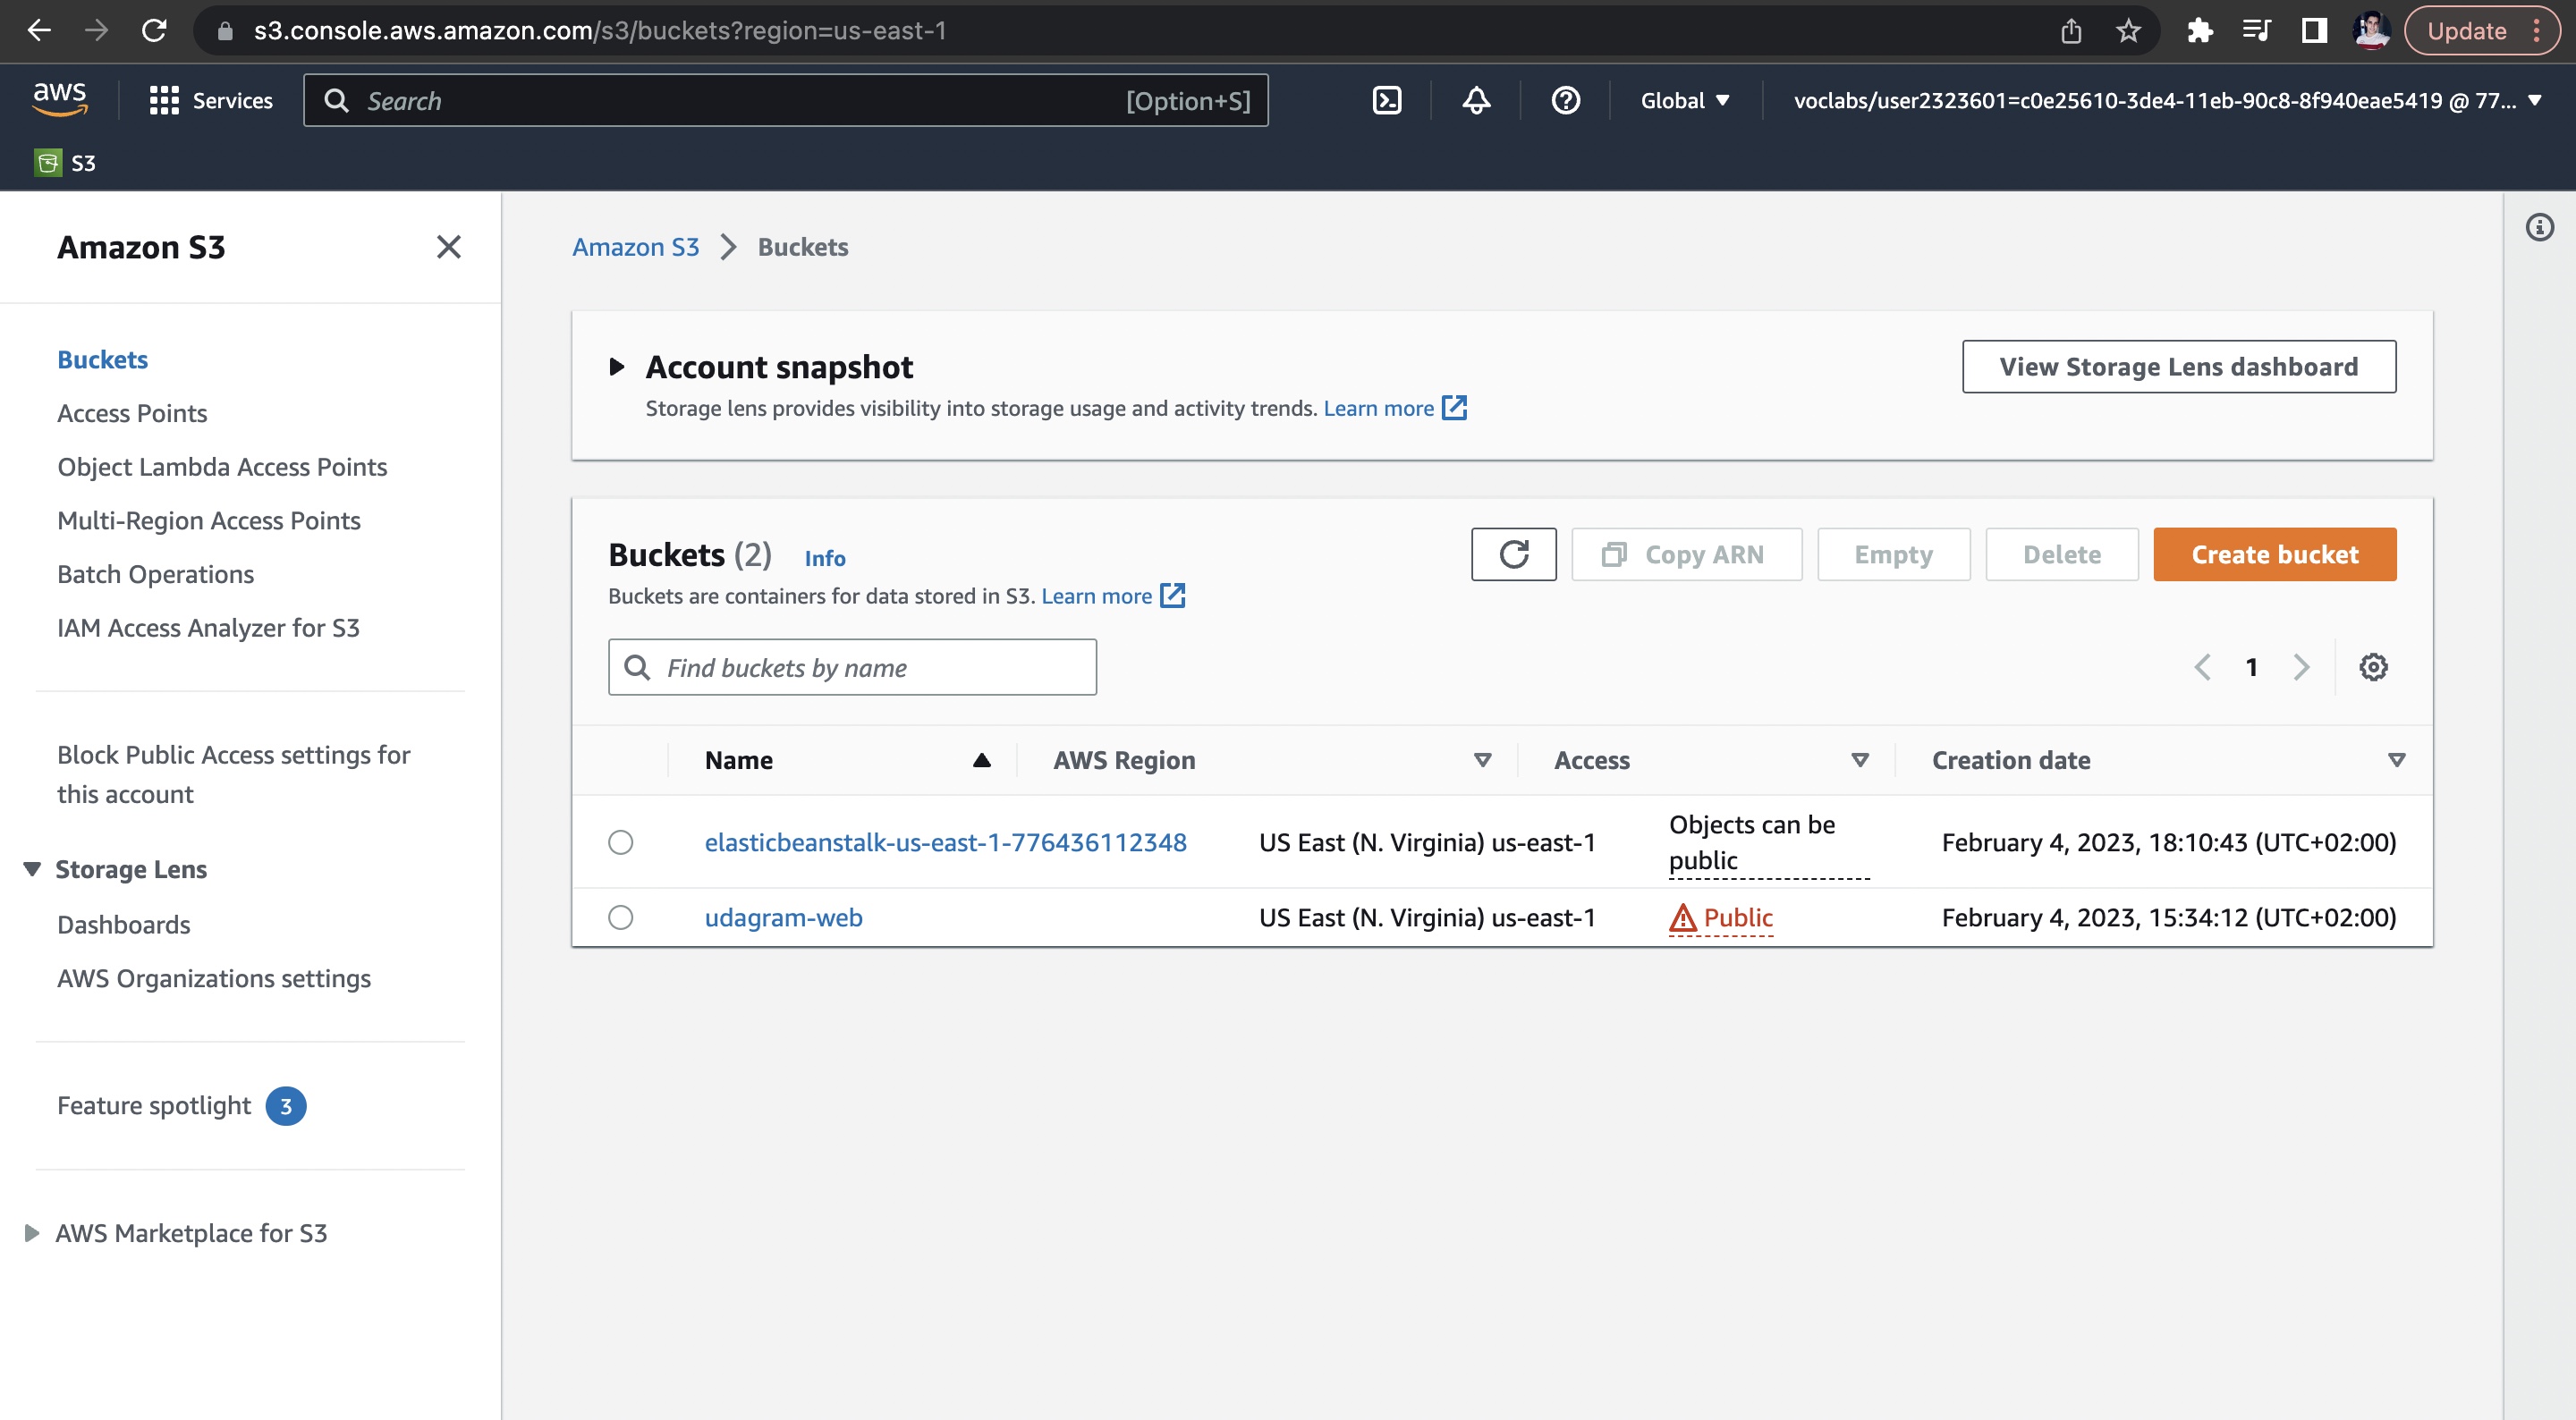 s3.console.aws.amazon.com/s3/buckets?region=us-east-1
Update
aws
Services
Search
[Option+S]
Global
voclabs/user2323601=c0e25610-3de4-11eb-90c8-8f940eae5419 @ 77...
S3
Amazon S3
Buckets
Access Points
Object Lambda Access Points
Multi-Region Access Points
Batch Operations
IAM Access Analyzer for S3
Block Public Access settings for
this account
Storage Lens
Dashboards
AWS Organizations settings
Feature spotlight 3
AWS Marketplace for S3
Amazon S3 > Buckets
Account snapshot
Storage lens provides visibility into storage usage and activity trends. Learn more
View Storage Lens dashboard
Buckets (2) Info
Buckets are containers for data stored in S3. Learn more
Copy ARN
Empty
Delete
Create bucket
Find buckets by name
1
Name AWS Region Access Creation date
elasticbeanstalk-us-east-1-776436112348 US East (N. Virginia) us-east-1 Objects can be public February 4, 2023, 18:10:43 (UTC+02:00)
udagram-web US East (N. Virginia) us-east-1 Public February 4, 2023, 15:34:12 (UTC+02:00)